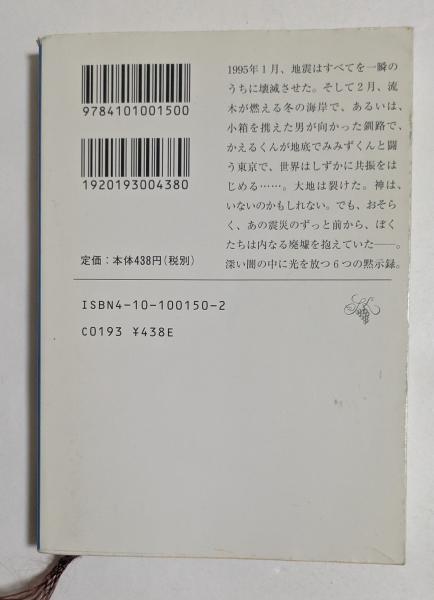 9784101001500
1920193004380
定価：本体438円(税別)
1995年1月、地震はすべてを一瞬の
うちに壊滅させた。そして2月、流
木が燃える冬の海岸で、あるいは、
小箱を携えた男が向かった釧路で、
かえるくんが地底でみみずくんと闘
う東京で、世界はしずかに共振をは
じめる……。大地は裂けた。神は、
いないのかもしれない。でも、おそら
く、あの震災のずっと前から、ぼく
たちは内なる廃墟を抱えていた――。
深い闇の中に光を放つ6つの黙示録。
ISBN4-10-100150-2
C0193 ¥438E